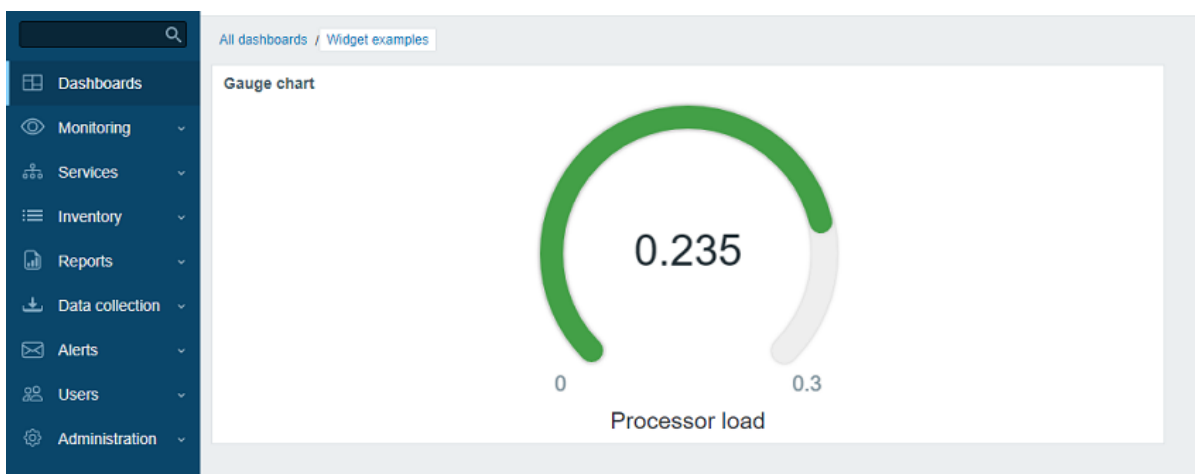 All dashboards / Widget examples
Dashboards
Monitoring
Services
Inventory
Reports
Data collection
Alerts
Users
Administration
Gauge chart
0.235
0
0.3
Processor load